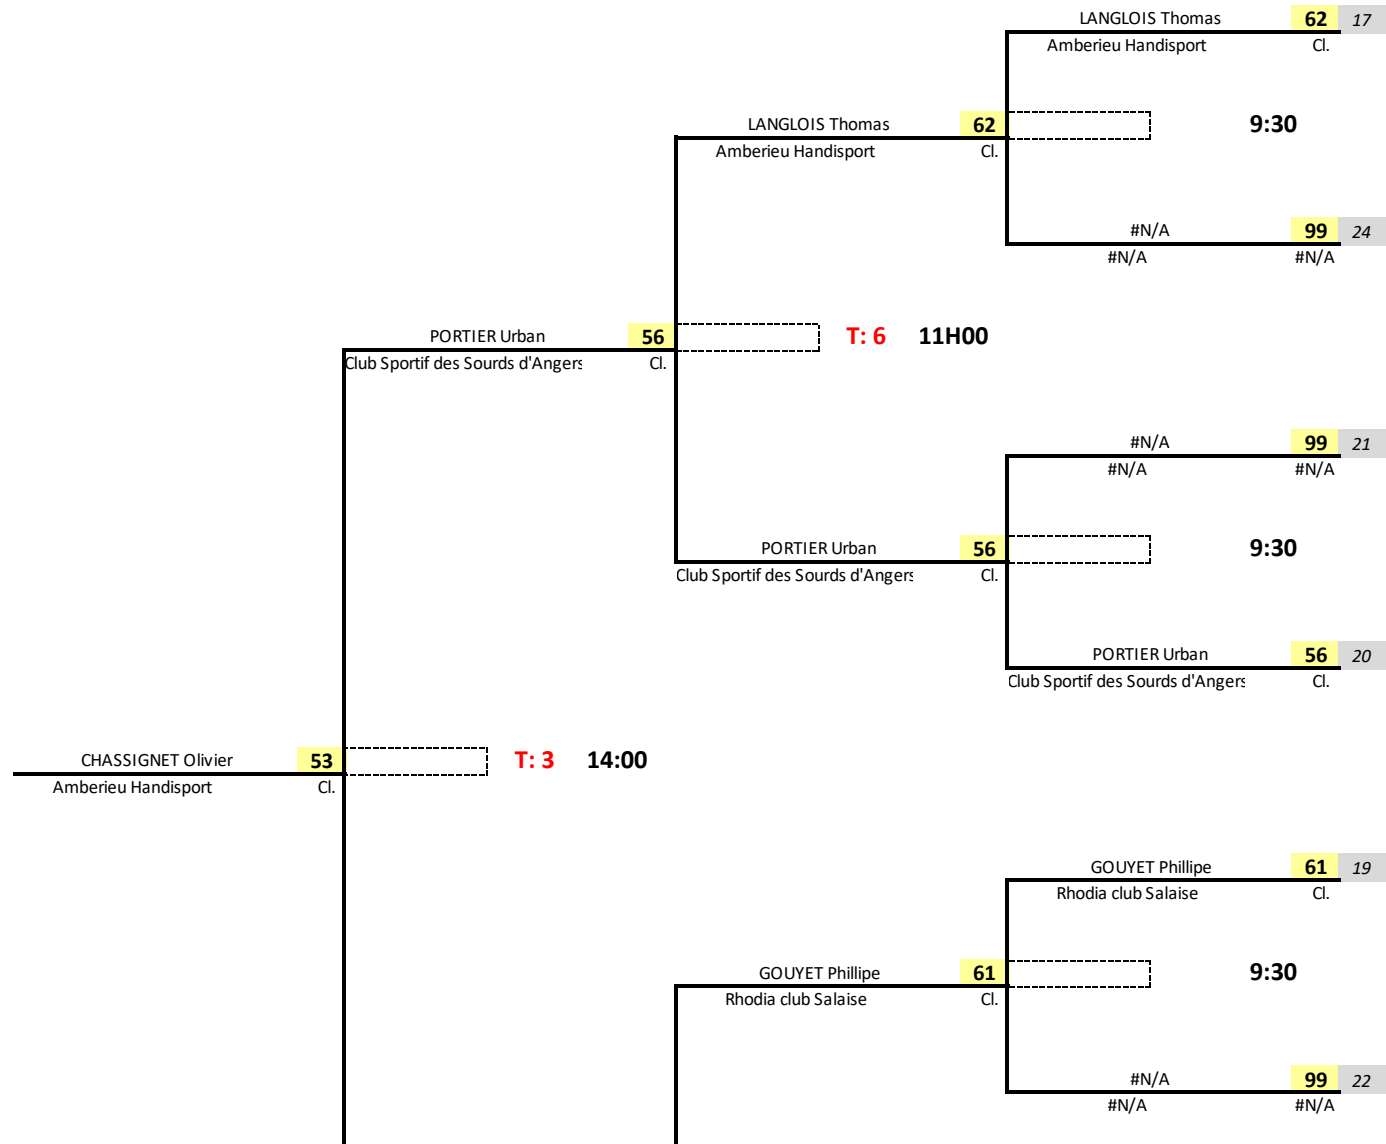 LANGLOIS Thomas 62 17
Amberieu Handisport Cl.
LANGLOIS Thomas 62 9:30
Amberieu Handisport Cl.
#N/A 99 24
#N/A #N/A
PORTIER Urban 56 T: 6 11H00
Club Sportif des Sourds d'Angers Cl.
#N/A 99 21
#N/A #N/A
PORTIER Urban 56 9:30
Club Sportif des Sourds d'Angers Cl.
PORTIER Urban 56 20
Club Sportif des Sourds d'Angers Cl.
CHASSIGNET Olivier 53 T: 3 14:00
Amberieu Handisport Cl.
GOUYET Phillipe 61 19
Rhodia club Salaise Cl.
GOUYET Phillipe 61 9:30
Rhodia club Salaise Cl.
#N/A 99 22
#N/A #N/A